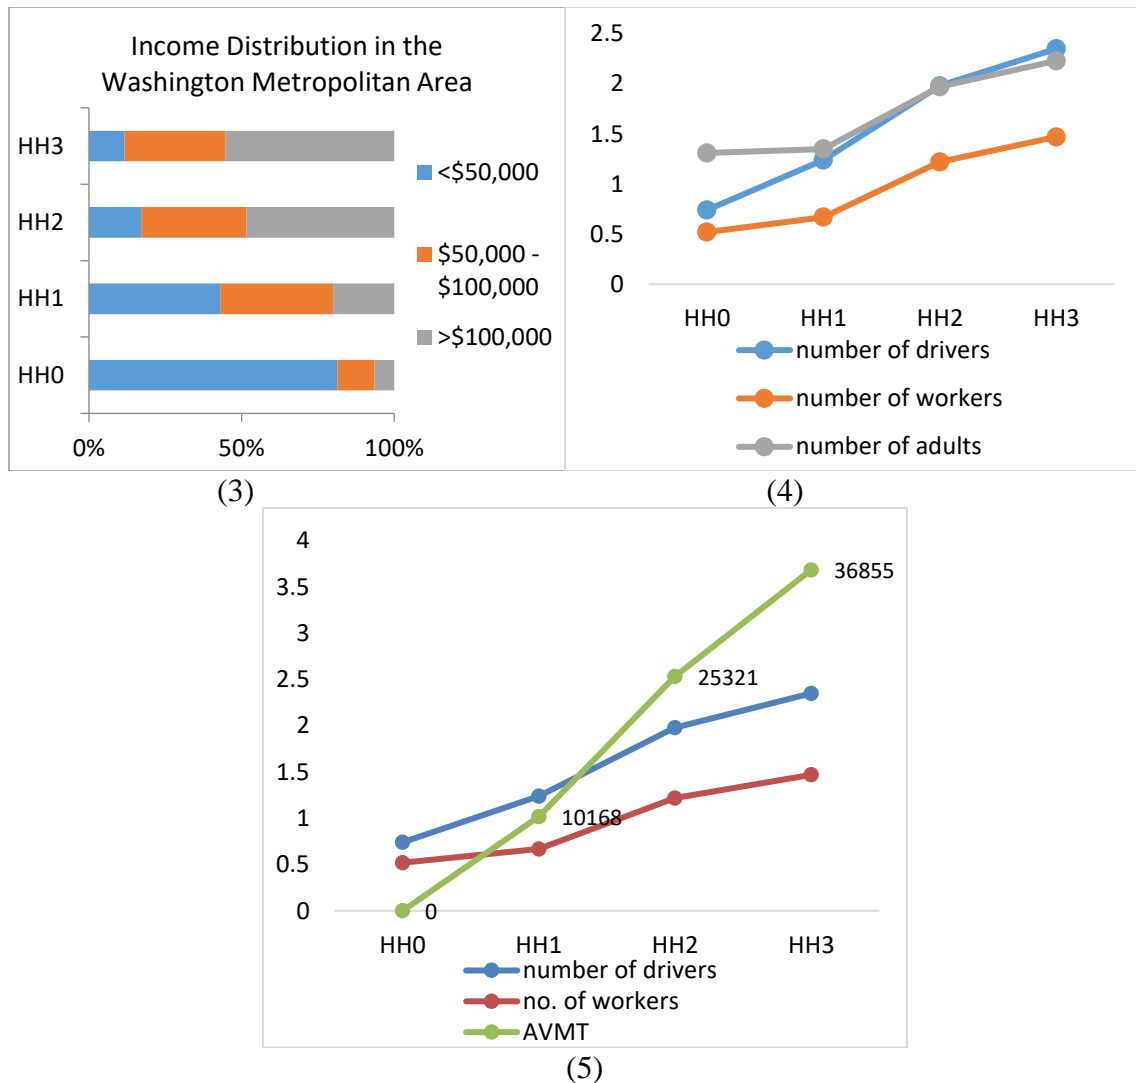 Income Distribution in the
Washington Metropolitan Area
HH3
HH2
HH1
HH0
0%
50%
100%
<$50,000
$50,000 -
$100,000
>$100,000
(3)
2.5
2
1.5
1
0.5
0
HH0
HH1
HH2
HH3
number of drivers
number of workers
number of adults
(4)
4
3.5
3
2.5
2
1.5
1
0.5
0
36855
25321
10168
0
HH0
HH1
HH2
HH3
number of drivers
no. of workers
AVMT
(5)